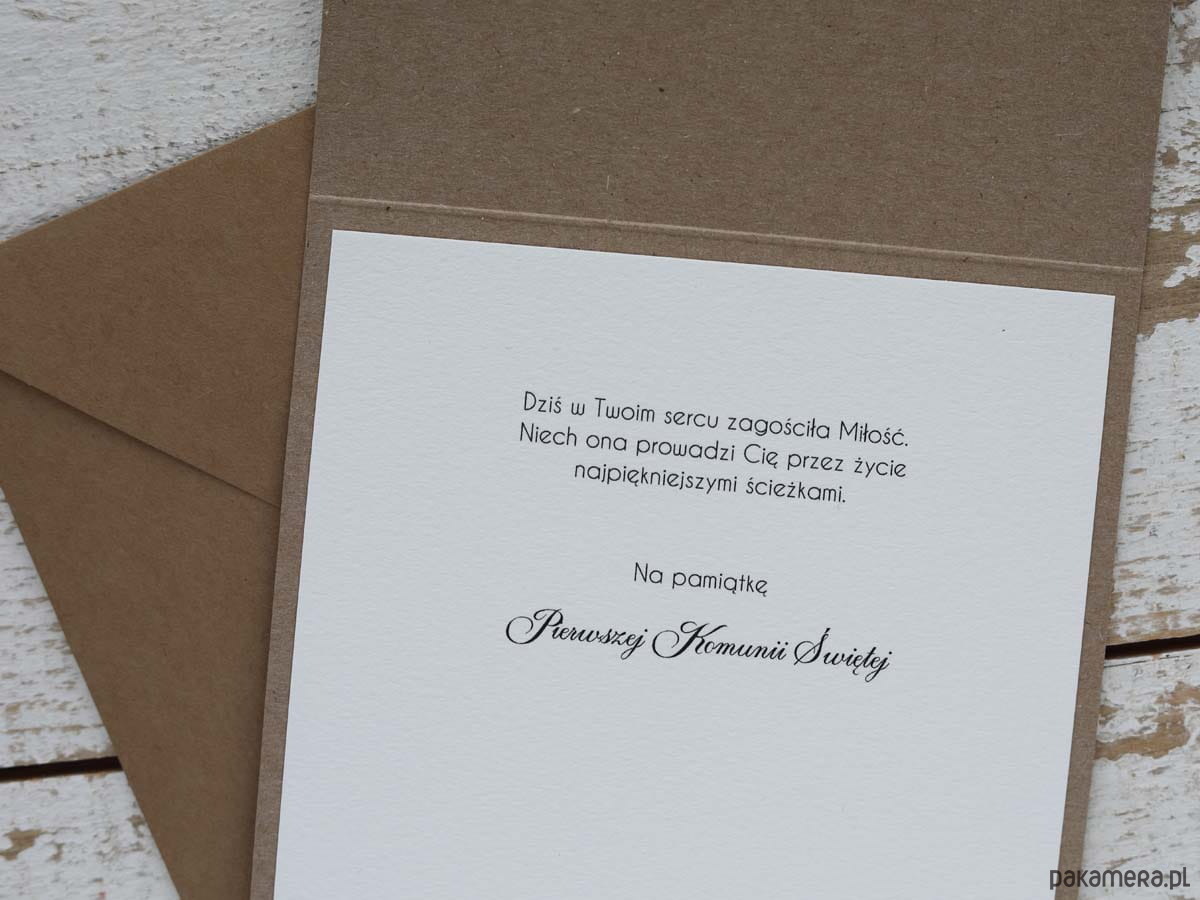 Dziś w Twoim sercu zagościła Miłość.
Niech ona prowadzi Cię przez życie
najpiękniejszymi ścieżkami.
Na pamiątkę
Pierwszej Komunii Świętej
pakamera.pl